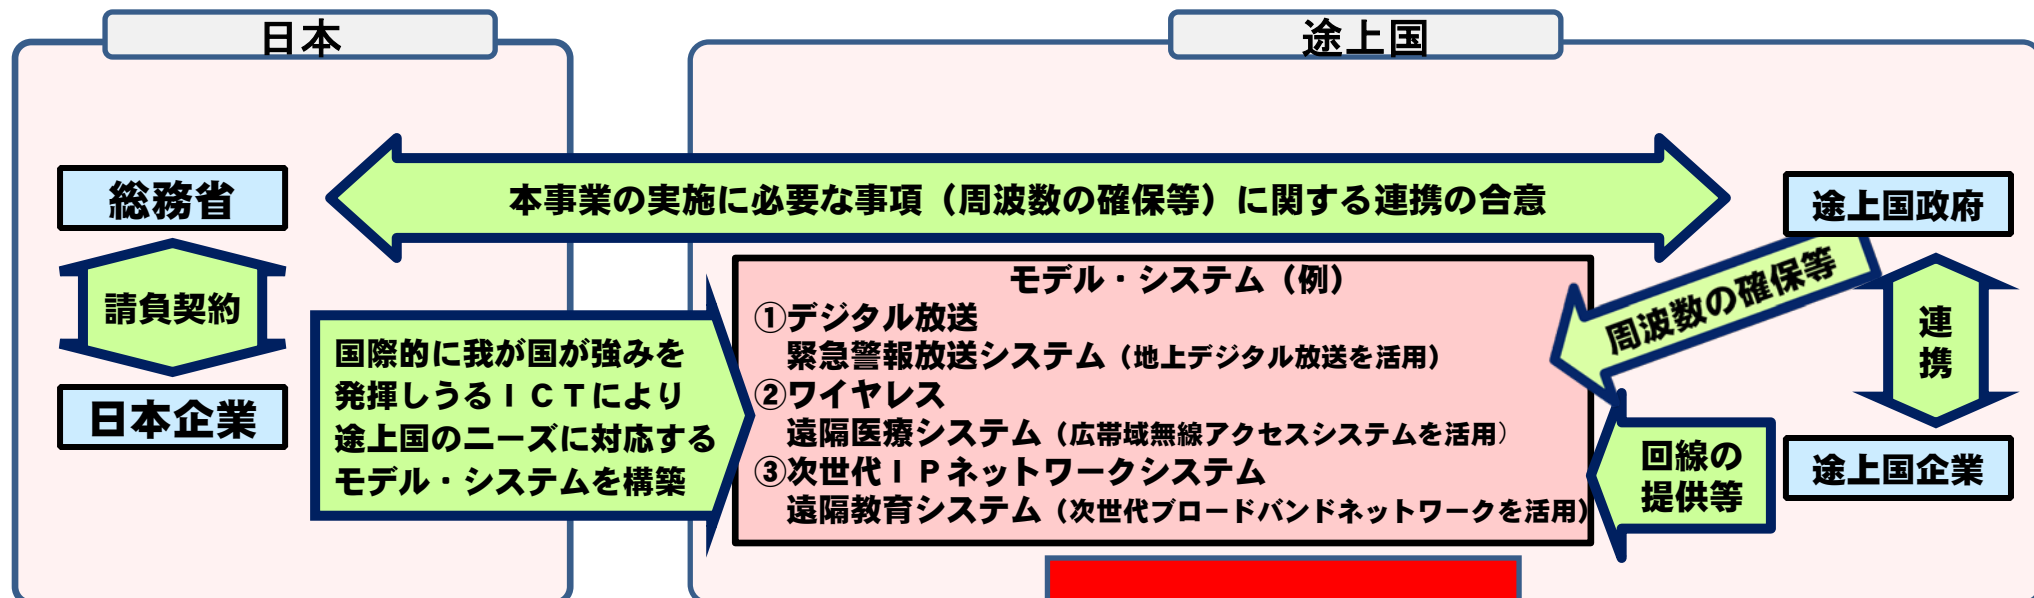 日本
途上国
総務省
本事業の実施に必要な事項（周波数の確保等）に関する連携の合意
途上国政府
請負契約
日本企業
国際的に我が国が強みを
発揮しうるＩＣＴにより
途上国のニーズに対応する
モデル・システムを構築
モデル・システム（例）
①デジタル放送
緊急警報放送システム（地上デジタル放送を活用）
②ワイヤレス
遠隔医療システム（広帯域無線アクセスシステムを活用）
③次世代ＩＰネットワークシステム
遠隔教育システム（次世代ブロードバンドネットワークを活用）
周波数の確保等
連
携
回線の
提供等
途上国企業